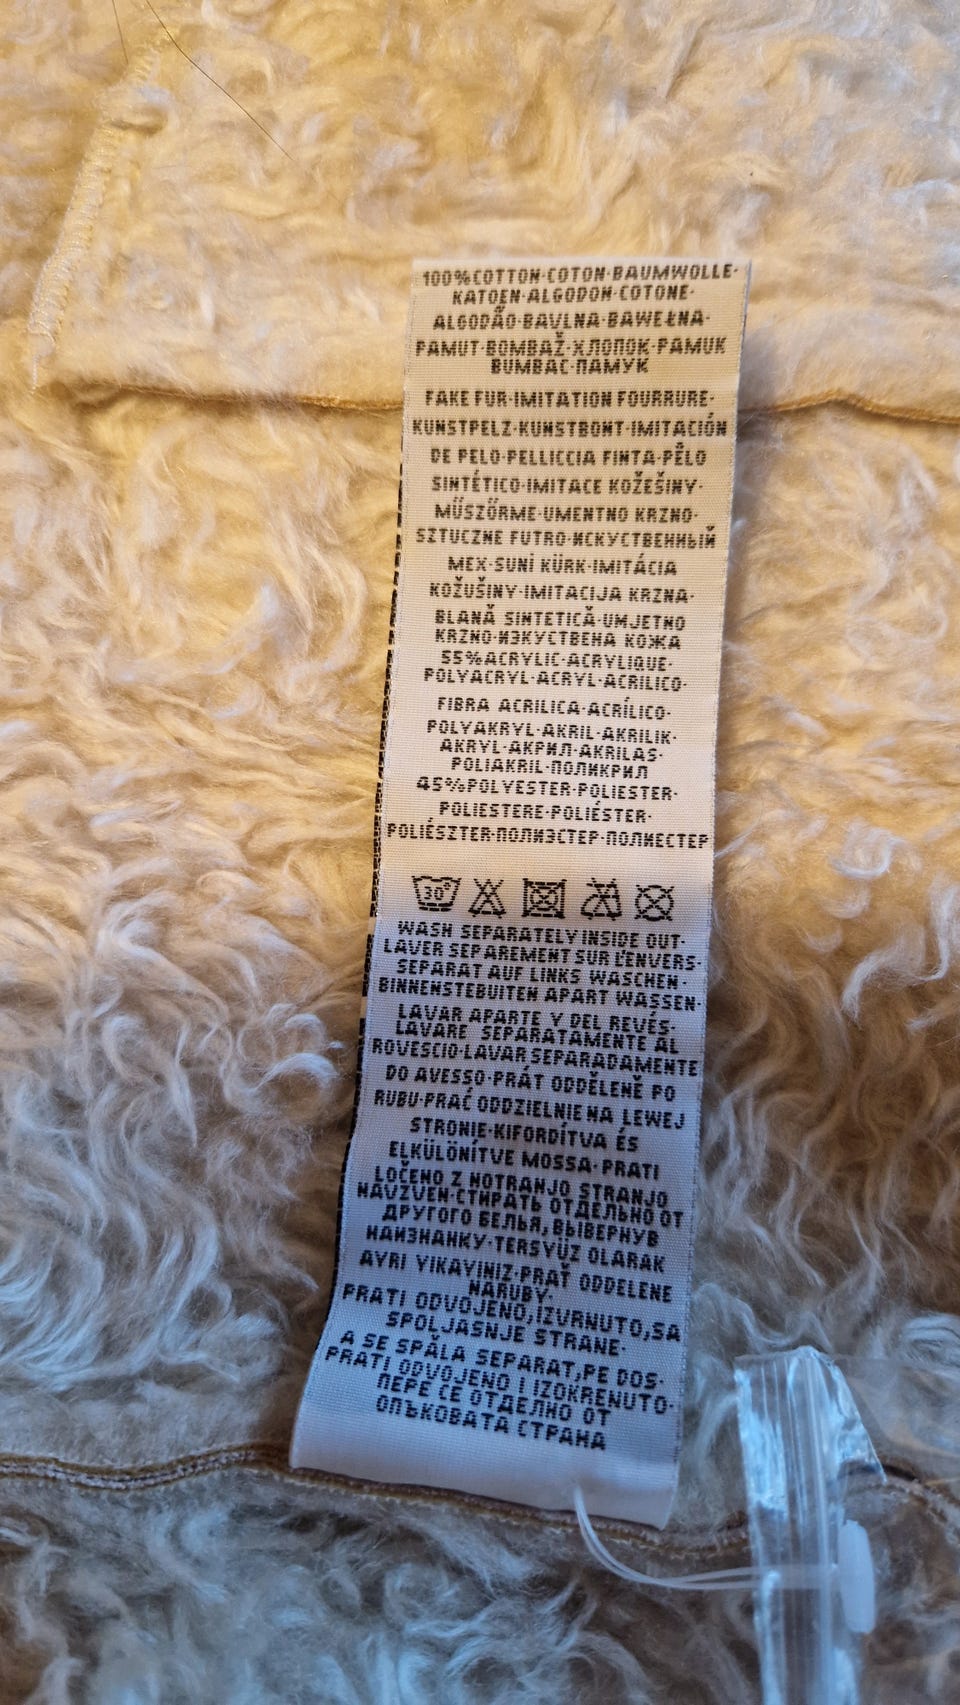 100%COTTON·COTON·BAUMWOLLE·
KATOEN·ALGODON·COTONE·
ALGODÃO·BAVLNA·BAWEŁNA·
PAMUT·BOMBAŽ·ХЛОПОК·PAMUK
BUMBAC·ПАМУК
FAKE FUR·IMITATION FOURRURE·
KUNSTPELZ·KUNSTBONT·IMITACIÓN
DE PELO·PELLICCIA FINTA·PÊLO
SINTÉTICO·IMITACE KOŽEŠINY·
MŰSZŐRME·UMENTNO KRZNO·
SZTUCZNE FUTRO·ИСКУСТВЕННЫЙ
МЕХ·SUNİ KÜRK·IMITÁCIA
KOŽUŠINY·IMITACIJA KRZNA·
BLANĂ SINTETICĂ·UMJETNO
KRZNO·ИЗКУСТВЕНА КОЖА
55%ACRYLIC·ACRYLIQUE·
POLYACRYL·ACRYL·ACRILICO·
FIBRA ACRILICA·ACRÍLICO·
POLYAKRYL·AKRIL·AKRILIK·
AKRYL·АКРИЛ·AKRILAS·
POLIAKRIL·ПОЛИКРИЛ
45%POLYESTER·POLIESTER·
POLIESTERE·POLIÉSTER·
POLIÉSZTER·ПОЛИЭСТЕР·ПОЛИЕСТЕР
30°
WASH SEPARATELY INSIDE OUT·
LAVER SEPAREMENT SUR L'ENVERS·
SEPARAT AUF LINKS WASCHEN·
BINNENSTEBUITEN APART WASSEN·
LAVAR APARTE Y DEL REVÉS·
LAVARE SEPARATAMENTE AL
ROVESCIO·LAVAR SEPARADAMENTE
DO AVESSO·PRÁT ODDĚLENĚ PO
RUBU·PRAĆ ODDZIELNIE NA LEWEJ
STRONIE·KIFORDÍTVA ÉS
ELKÜLÖNÍTVE MOSSA·PRATI
LOČENO Z NOTRANJO STRANJO
NAVZVEN·СТИРАТЬ ОТДЕЛЬНО ОТ
ДРУГОГО БЕЛЬЯ, ВЫВЕРНУВ
НАИЗНАНКУ·TERSYÜZ OLARAK
AYRI YIKAYINIZ·PRAŤ ODDELENE
NARUBY·
PRATI ODVOJENO,IZVRNUTO,SA
SPOLJASNJE STRANE·
A SE SPĂLA SEPARAT,PE DOS·
PRATI ODVOJENO I IZOKRENUTO·
ПЕРЕ СЕ ОТДЕЛНО ОТ
ОПЪКОВАТА СТРАНА